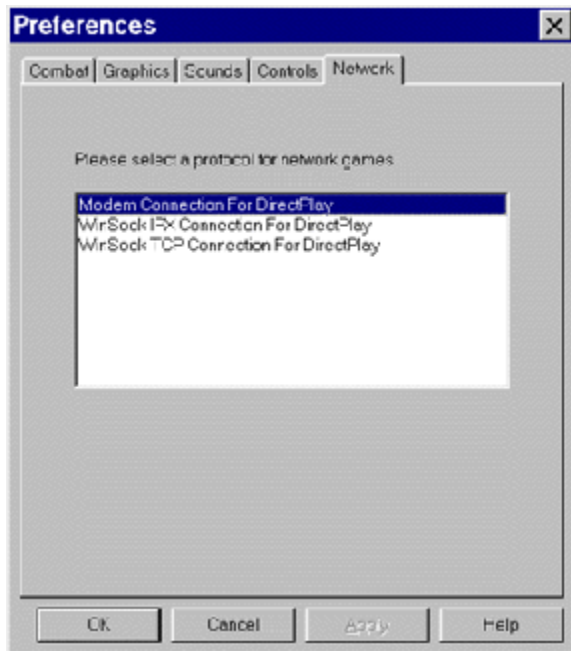 Preferences
Combat Graphics Sounds Controls Network
Please select a protocol for network games
Modem Connection For DirectPlay
WinSock IPX Connection For DirectPlay
WinSock TCP Connection For DirectPlay
OK Cancel Apply Help